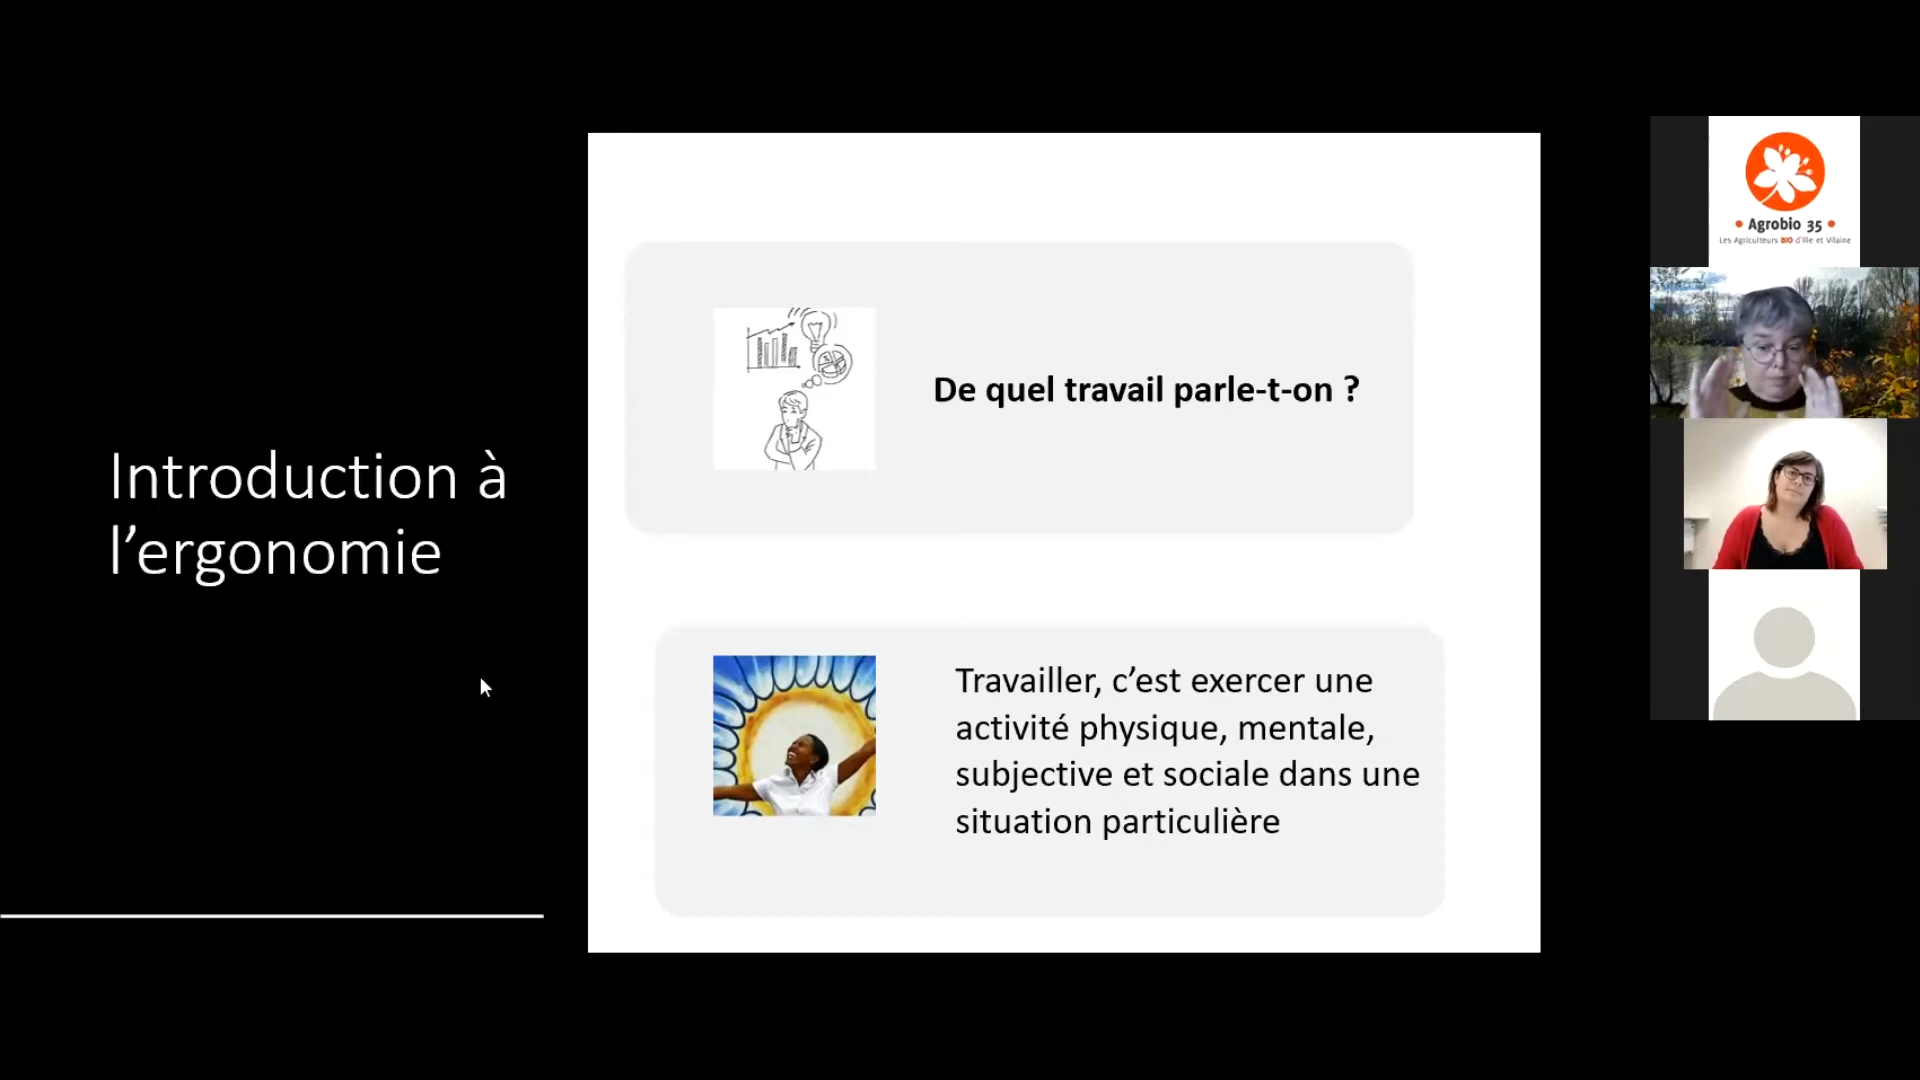 Introduction à
l’ergonomie
De quel travail parle-t-on ?
Travailler, c’est exercer une
activité physique, mentale,
subjective et sociale dans une
situation particulière
• Agrobio 35 •
Les Agriculteurs BIO d'Ille et Vilaine